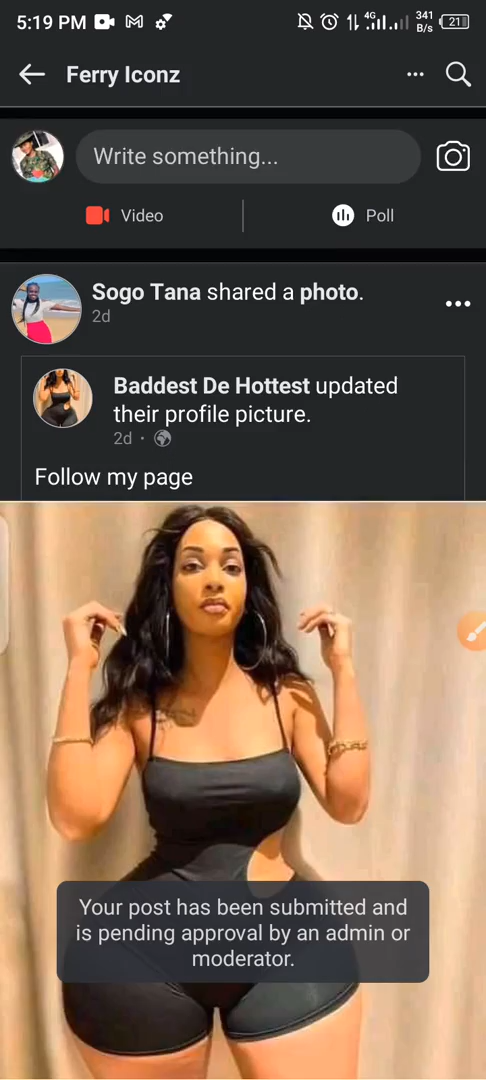 5:19 PM 4G 341 B/s 21
Ferry Iconz
Write something...
Video
Poll
Sogo Tana shared a photo.
2d
Baddest De Hottest updated
their profile picture.
2d ·
Follow my page
Your post has been submitted and
is pending approval by an admin or
moderator.